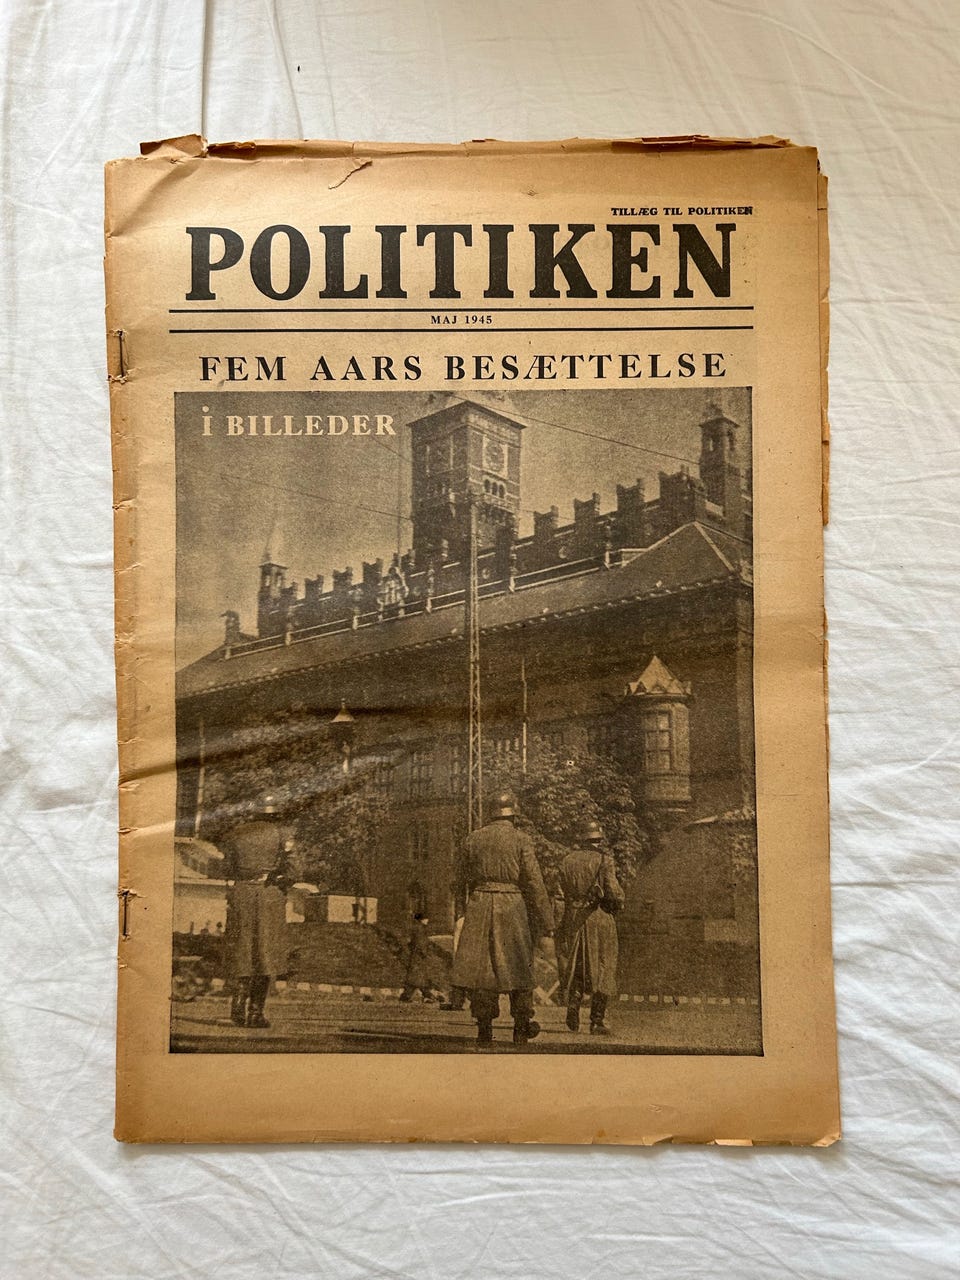 TILLÆG TIL POLITIKEN
POLITIKEN
MAJ 1945
FEM AARS BESÆTTELSE
i BILLEDER